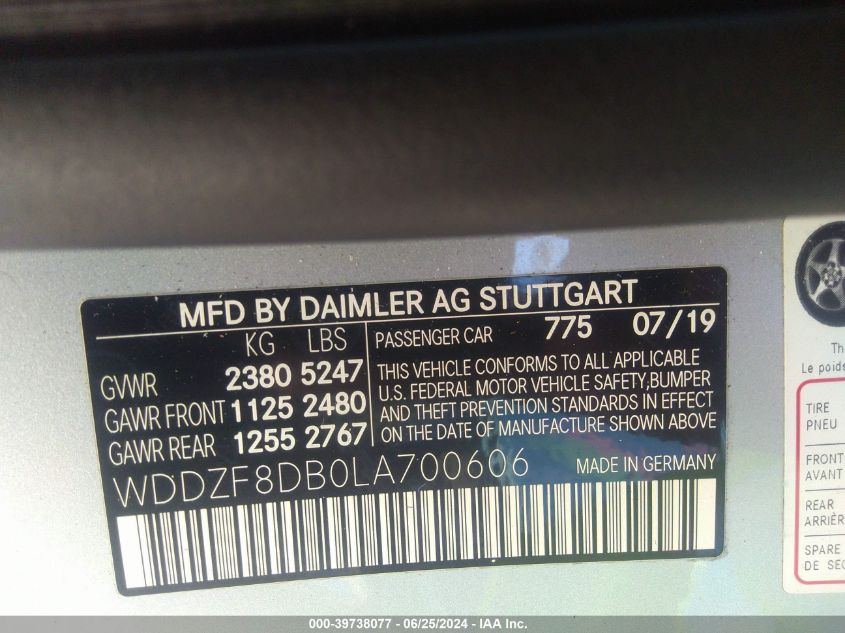 MFD BY DAIMLER AG STUTTGART
KG LBS
GVWR 2380 5247
GAWR FRONT 1125 2480
GAWR REAR 1255 2767
PASSENGER CAR 775 07/19
THIS VEHICLE CONFORMS TO ALL APPLICABLE
U.S. FEDERAL MOTOR VEHICLE SAFETY,BUMPER
AND THEFT PREVENTION STANDARDS IN EFFECT
ON THE DATE OF MANUFACTURE SHOWN ABOVE
WDDZF8DB0LA700606 MADE IN GERMANY
Th
Le poids
TIRE
PNEU
FRONT
AVANT
REAR
ARRIÈR
SPARE
DE SEC
000-39738077 - 06/25/2024 - IAA Inc.